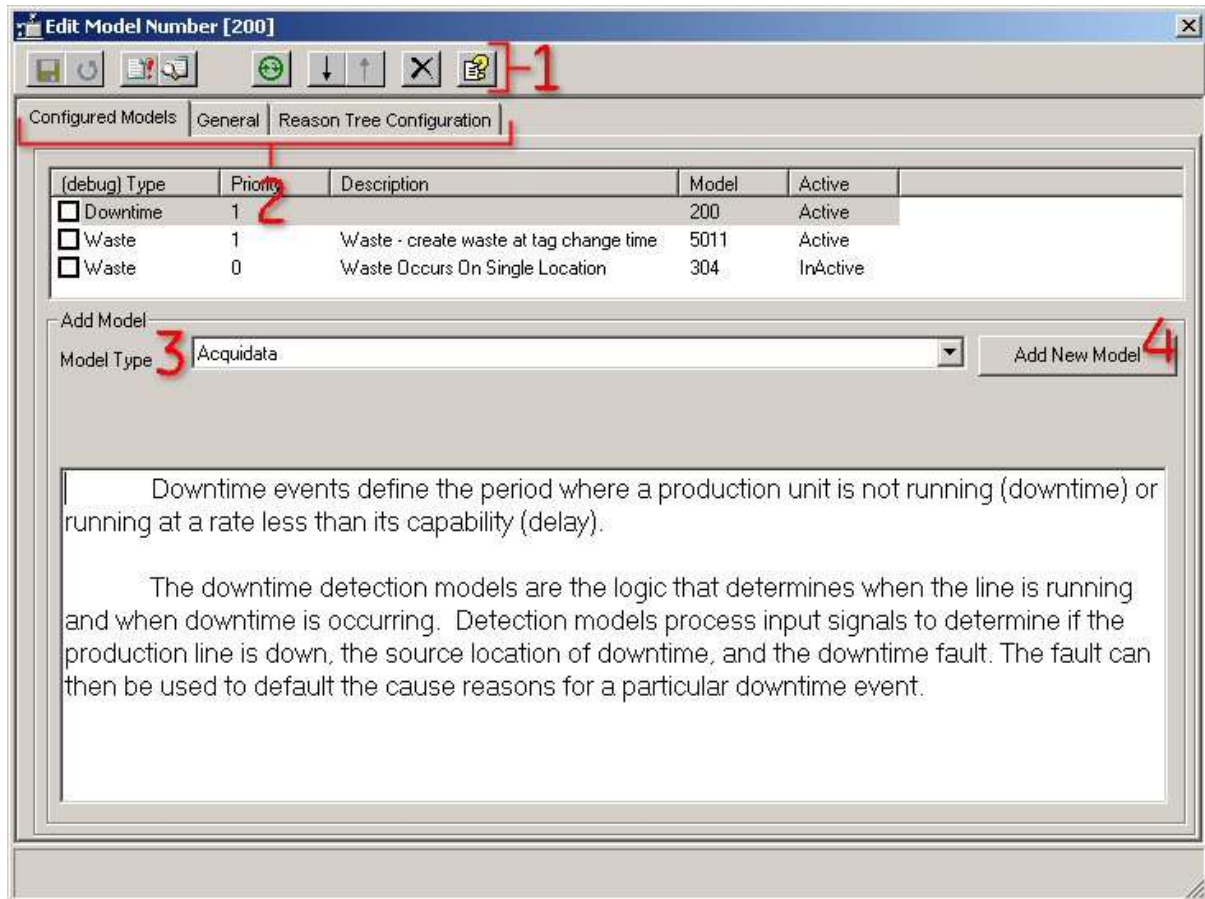 Edit Model Number [200]
1
Configured Models General Reason Tree Configuration
2
(debug) Type Priority Description Model Active
Downtime 1 200 Active
Waste 1 Waste - create waste at tag change time 5011 Active
Waste 0 Waste Occurs On Single Location 304 InActive
Add Model
Model Type 3 Acquidata Add New Model 4
Downtime events define the period where a production unit is not running (downtime) or
running at a rate less than its capability (delay).
The downtime detection models are the logic that determines when the line is running
and when downtime is occurring. Detection models process input signals to determine if the
production line is down, the source location of downtime, and the downtime fault. The fault can
then be used to default the cause reasons for a particular downtime event.